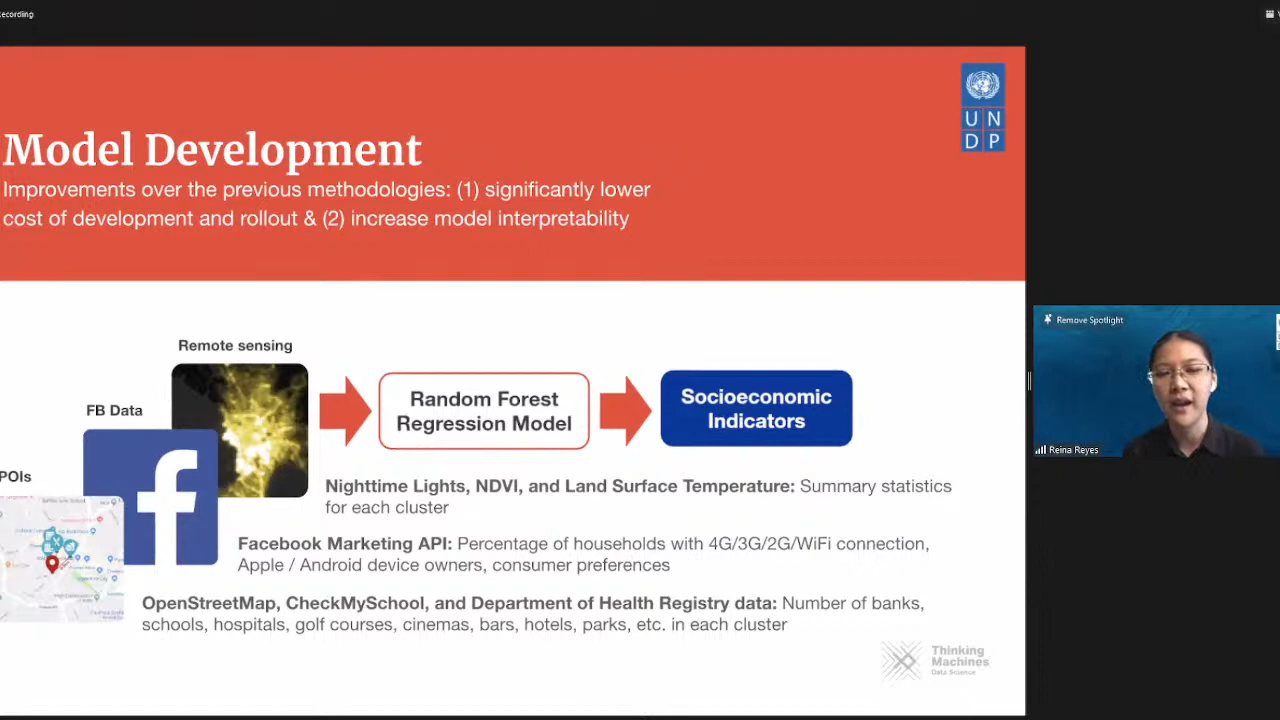 ecording
U N
D P
Model Development
Improvements over the previous methodologies: (1) significantly lower
cost of development and rollout & (2) increase model interpretability
Remote sensing
FB Data
POIs
Random Forest
Regression Model
Socioeconomic
Indicators
Remove Spotlight
Reina Reyes
Nighttime Lights, NDVI, and Land Surface Temperature: Summary statistics
for each cluster
Facebook Marketing API: Percentage of households with 4G/3G/2G/WiFi connection,
Apple / Android device owners, consumer preferences
OpenStreetMap, CheckMySchool, and Department of Health Registry data: Number of banks,
schools, hospitals, golf courses, cinemas, bars, hotels, parks, etc. in each cluster
Thinking
Machines
Data Science